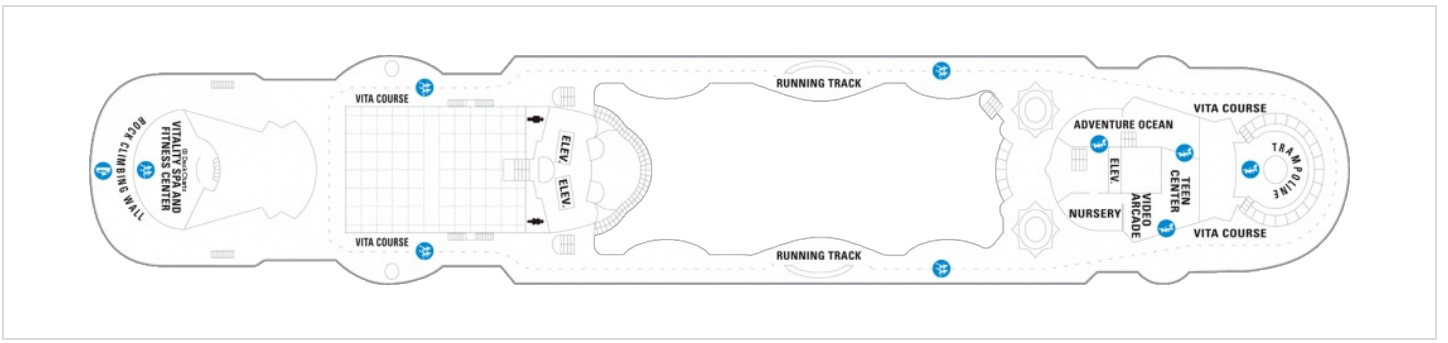 ROCK CLIMBING WALL
VITALITY SPA AND
FITNESS CENTER
VITA COURSE
VITA COURSE
ELEV.
ELEV.
RUNNING TRACK
RUNNING TRACK
ADVENTURE OCEAN
ELEV.
NURSERY
VIDEO
ARCADE
TEEN
CENTER
VITA COURSE
VITA COURSE
TRAMPOLINE